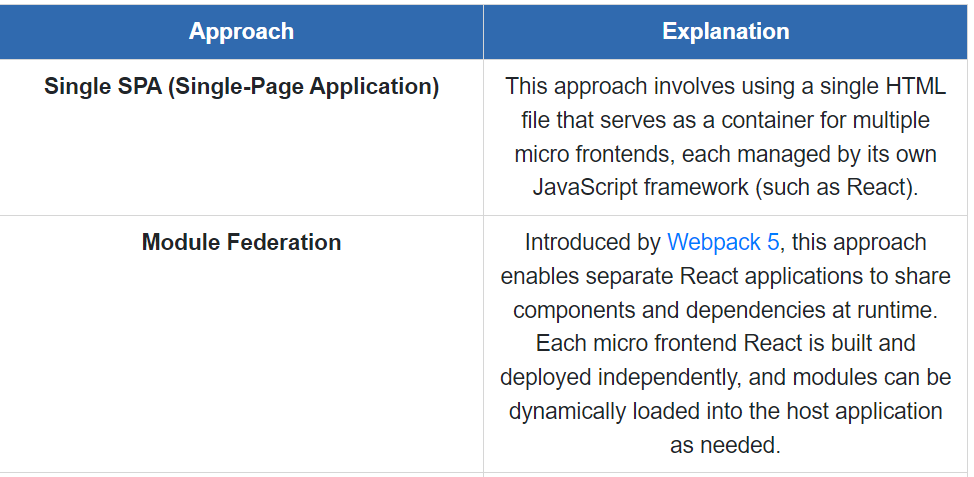 Approach
Explanation
Single SPA (Single-Page Application)
This approach involves using a single HTML
file that serves as a container for multiple
micro frontends, each managed by its own
JavaScript framework (such as React).
Module Federation
Introduced by Webpack 5, this approach
enables separate React applications to share
components and dependencies at runtime.
Each micro frontend React is built and
deployed independently, and modules can be
dynamically loaded into the host application
as needed.